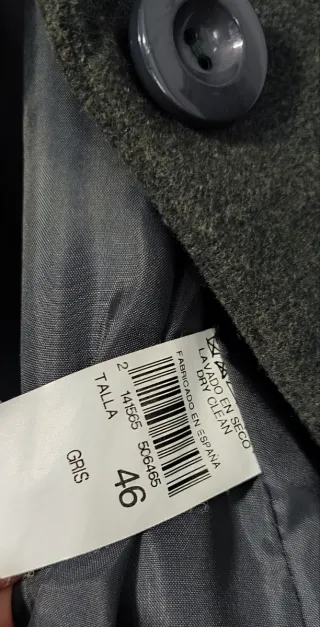 LAVADO EN SECO
DRY CLEAN
FABRICADO EN ESPAÑA
2 141565 506465
TALLA 46
GRIS